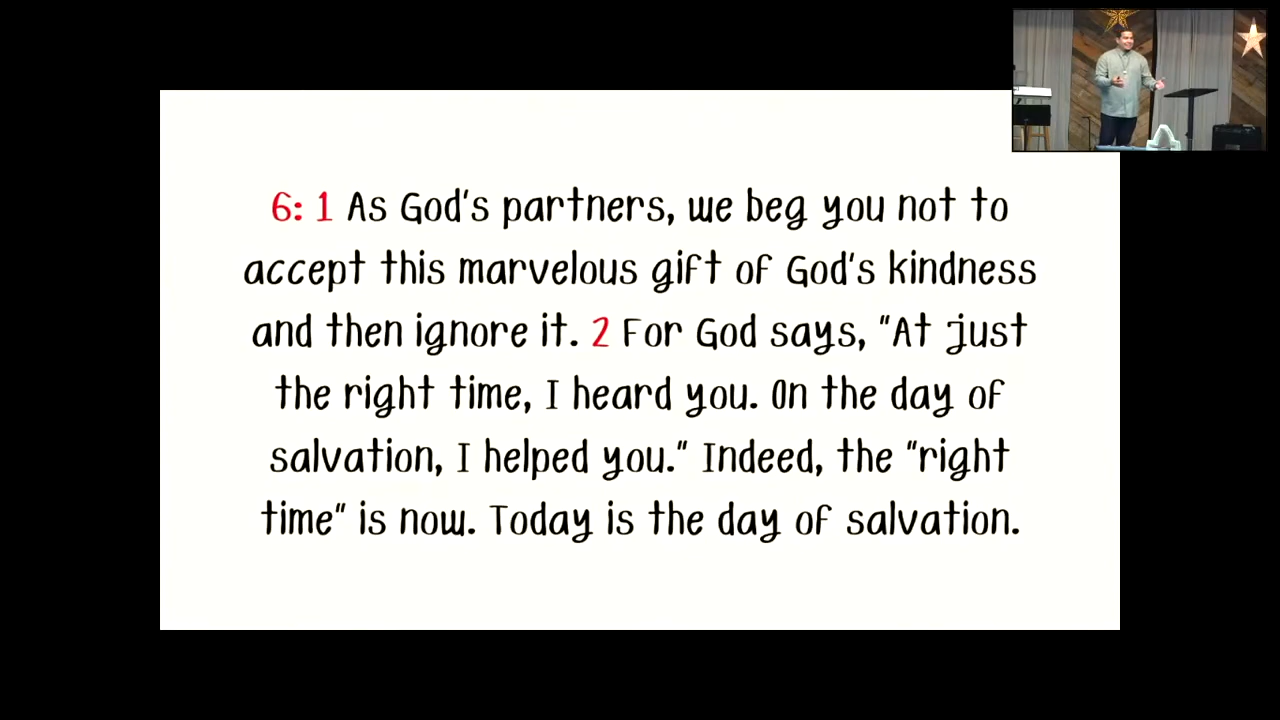 6: 1 As God's partners, we beg you not to
accept this marvelous gift of God's kindness
and then ignore it. 2 For God says, "At just
the right time, I heard you. On the day of
salvation, I helped you." Indeed, the "right
time" is now. Today is the day of salvation.